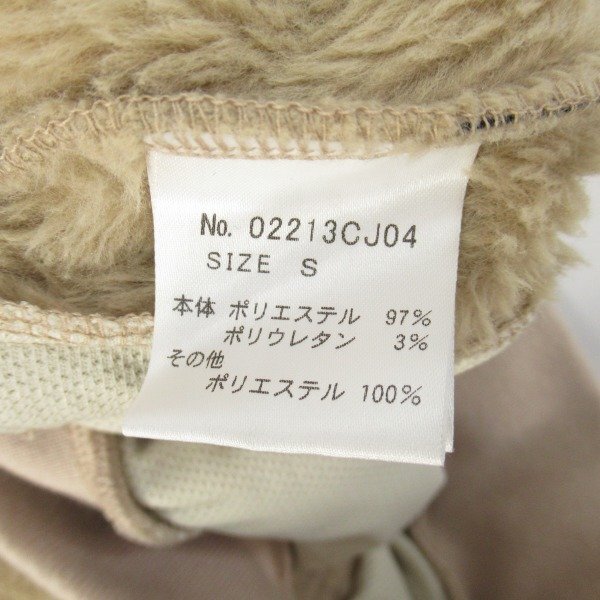 No. 02213CJ04
SIZE S
本体 ポリエステル 97%
ポリウレタン 3%
その他
ポリエステル 100%